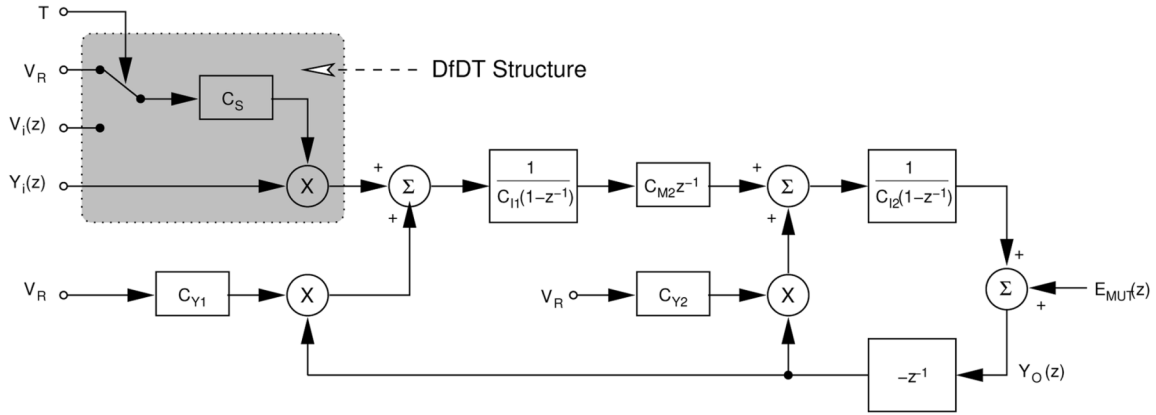 T
V_R
DfDT Structure
C_S
V_i(z)
Y_i(z)
X
+
Σ
+
1
C_I1(1−z⁻¹)
C_M2z⁻¹
+
Σ
+
1
C_I2(1−z⁻¹)
V_R
C_Y1
X
V_R
C_Y2
X
+
Σ
+
E_MUT(z)
−z⁻¹
Y_O(z)